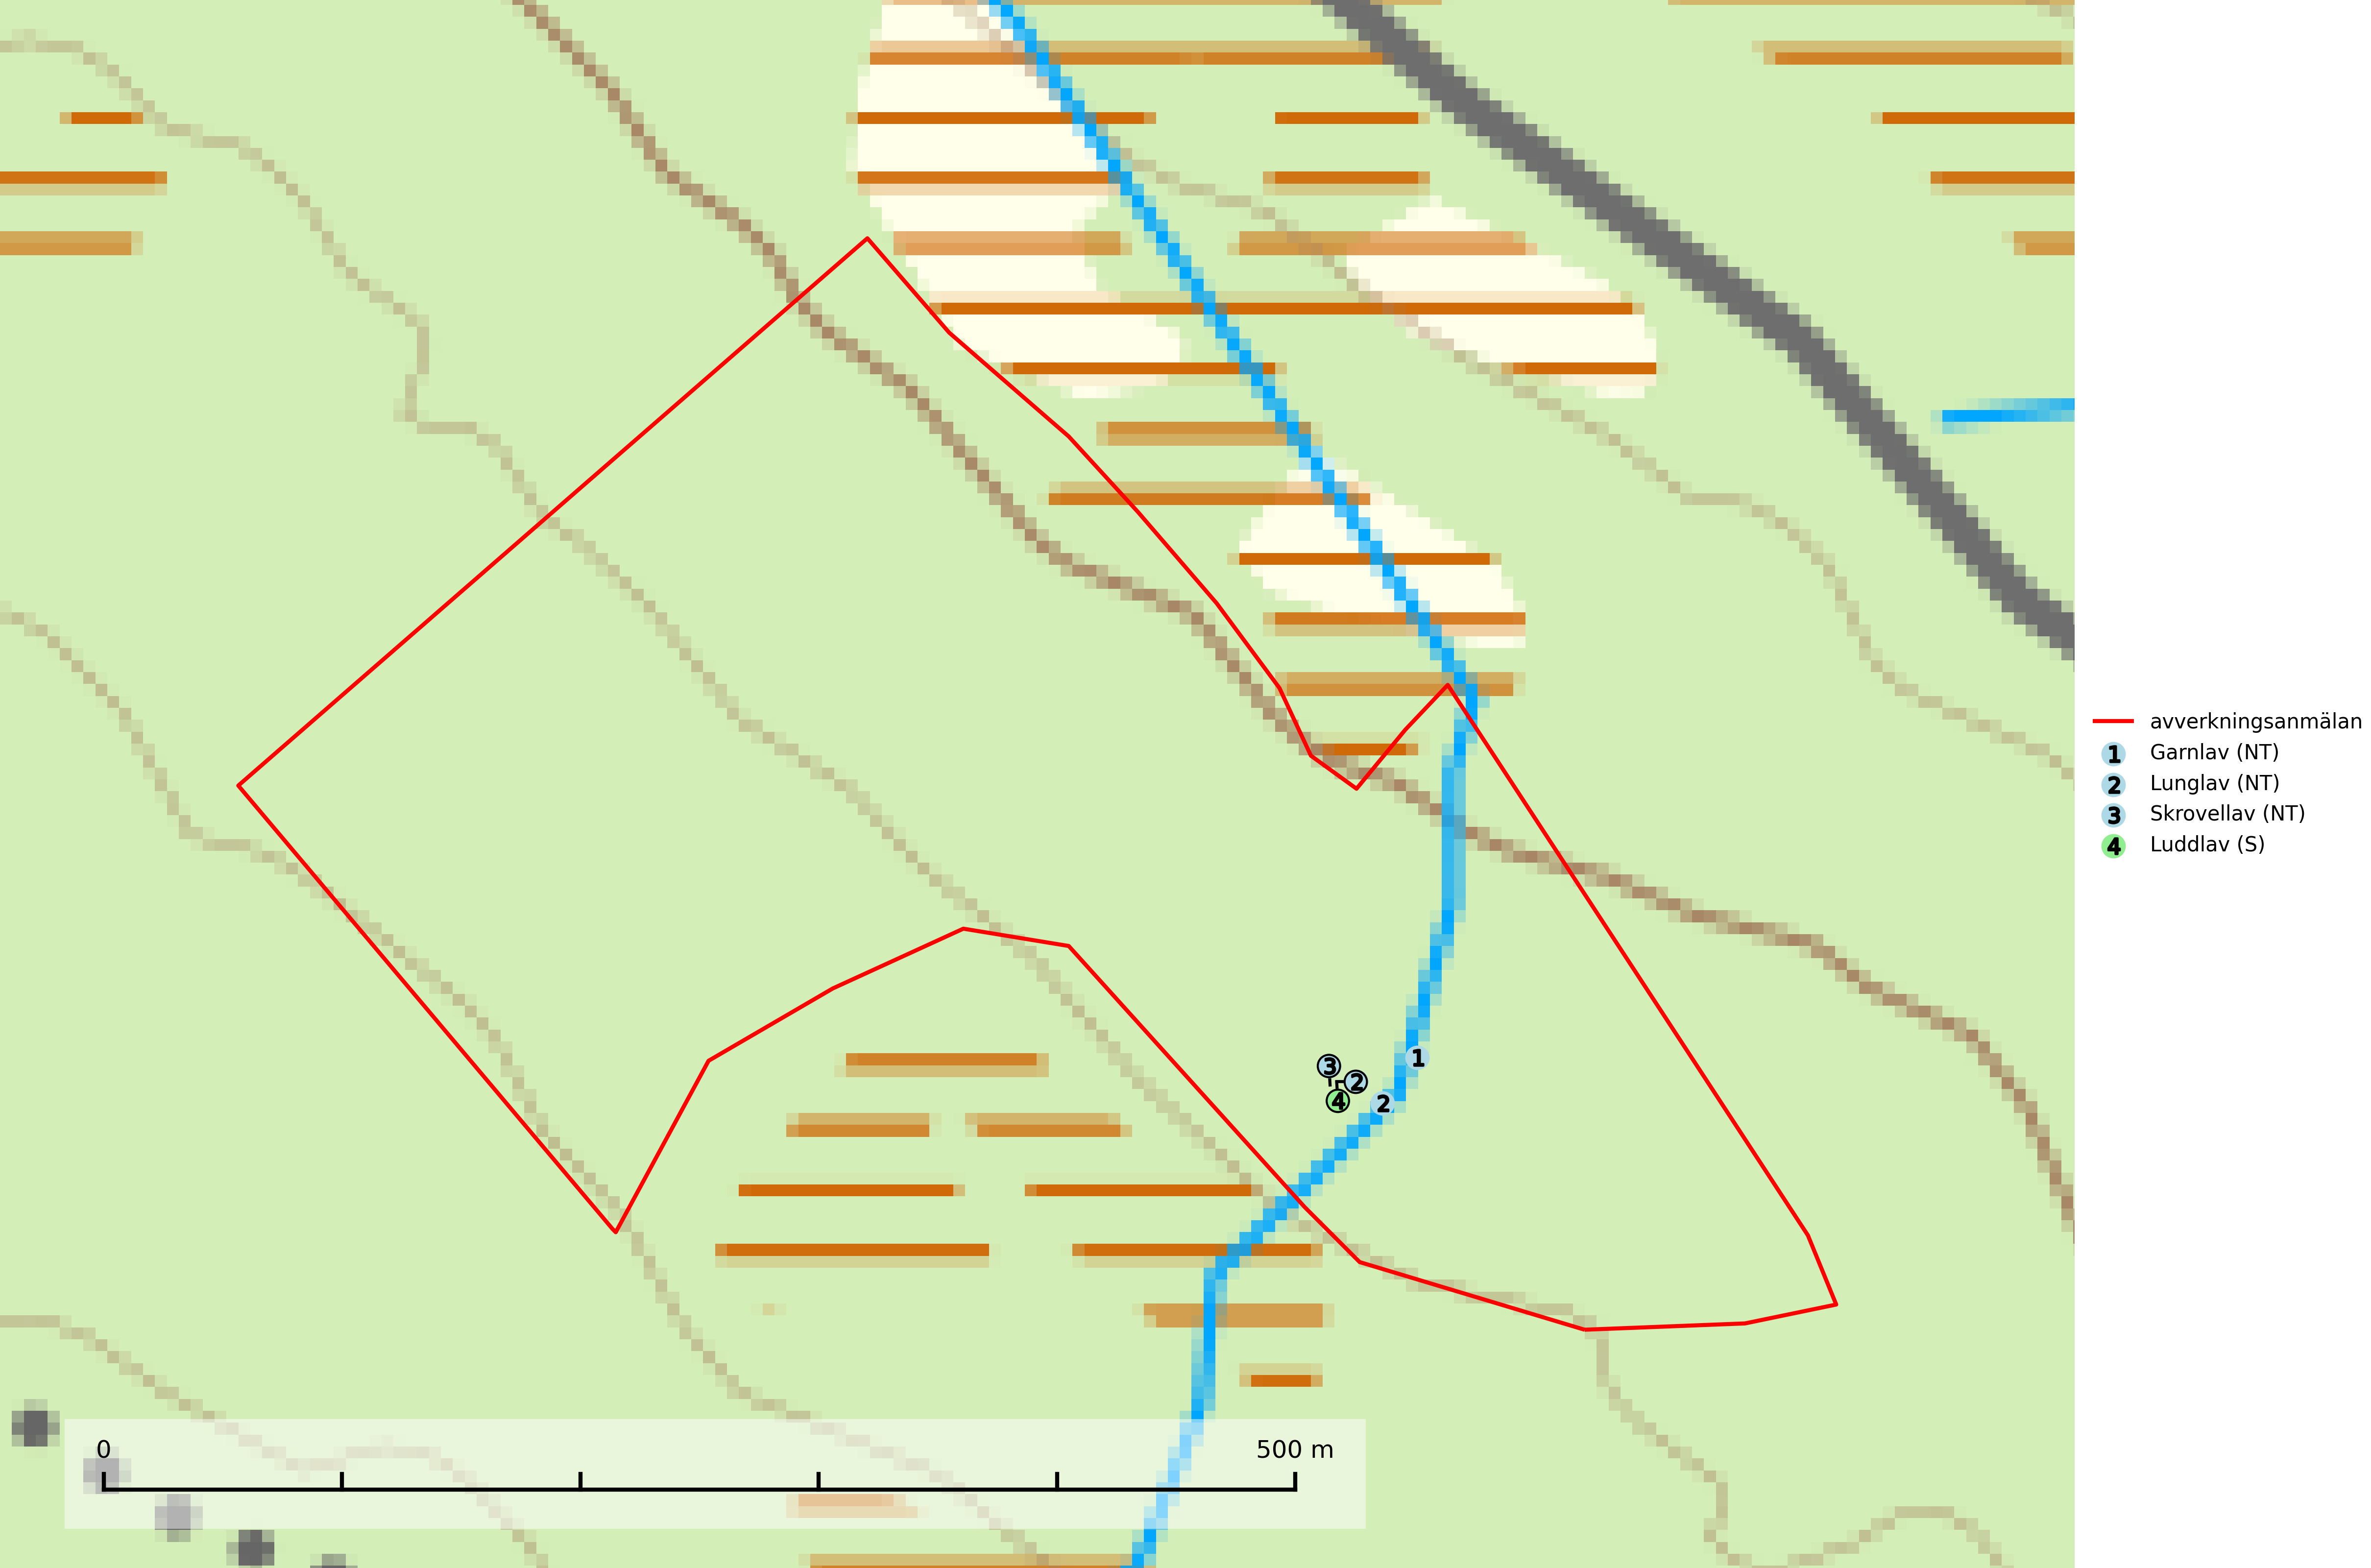 avverkningsanmälan
1 Garnlav (NT)
2 Lunglav (NT)
3 Skrovellav (NT)
4 Luddlav (S)
1
3
2
4
2
0 500 m